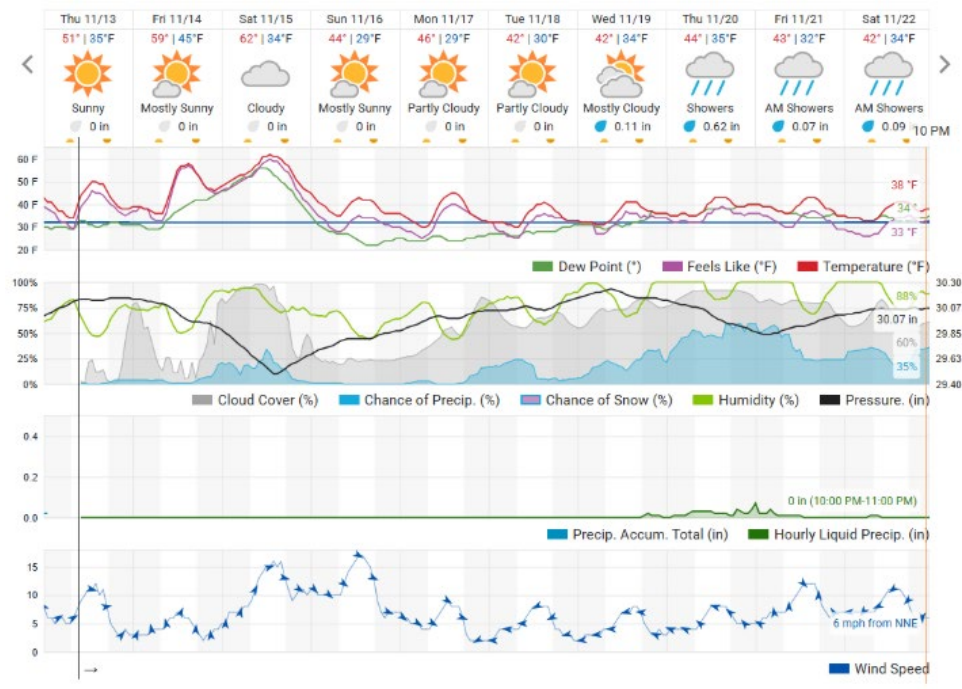 Thu 11/13 Fri 11/14 Sat 11/15 Sun 11/16 Mon 11/17 Tue 11/18 Wed 11/19 Thu 11/20 Fri 11/21 Sat 11/22
51° | 35°F 59° | 45°F 62° | 34°F 44° | 29°F 46° | 29°F 42° | 30°F 42° | 34°F 44° | 35°F 43° | 32°F 42° | 34°F
Sunny Mostly Sunny Cloudy Mostly Sunny Partly Cloudy Partly Cloudy Mostly Cloudy Showers AM Showers AM Showers
0 in 0 in 0 in 0 in 0 in 0 in 0.11 in 0.62 in 0.07 in 0.09
10 PM
60 F
50 F
40 F
30 F
20 F
38 °F
34°
33 °F
Dew Point (°) Feels Like (°F) Temperature (°F)
100%
75%
50%
25%
0%
30.30
30.07
29.85
29.63
29.40
88%
30.07 in
60%
35%
Cloud Cover (%) Chance of Precip. (%) Chance of Snow (%) Humidity (%) Pressure. (in)
0.4
0.2
0.0
0 in (10:00 PM-11:00 PM)
Precip. Accum. Total (in) Hourly Liquid Precip. (in)
15
10
5
0
6 mph from NNE
→
Wind Speed